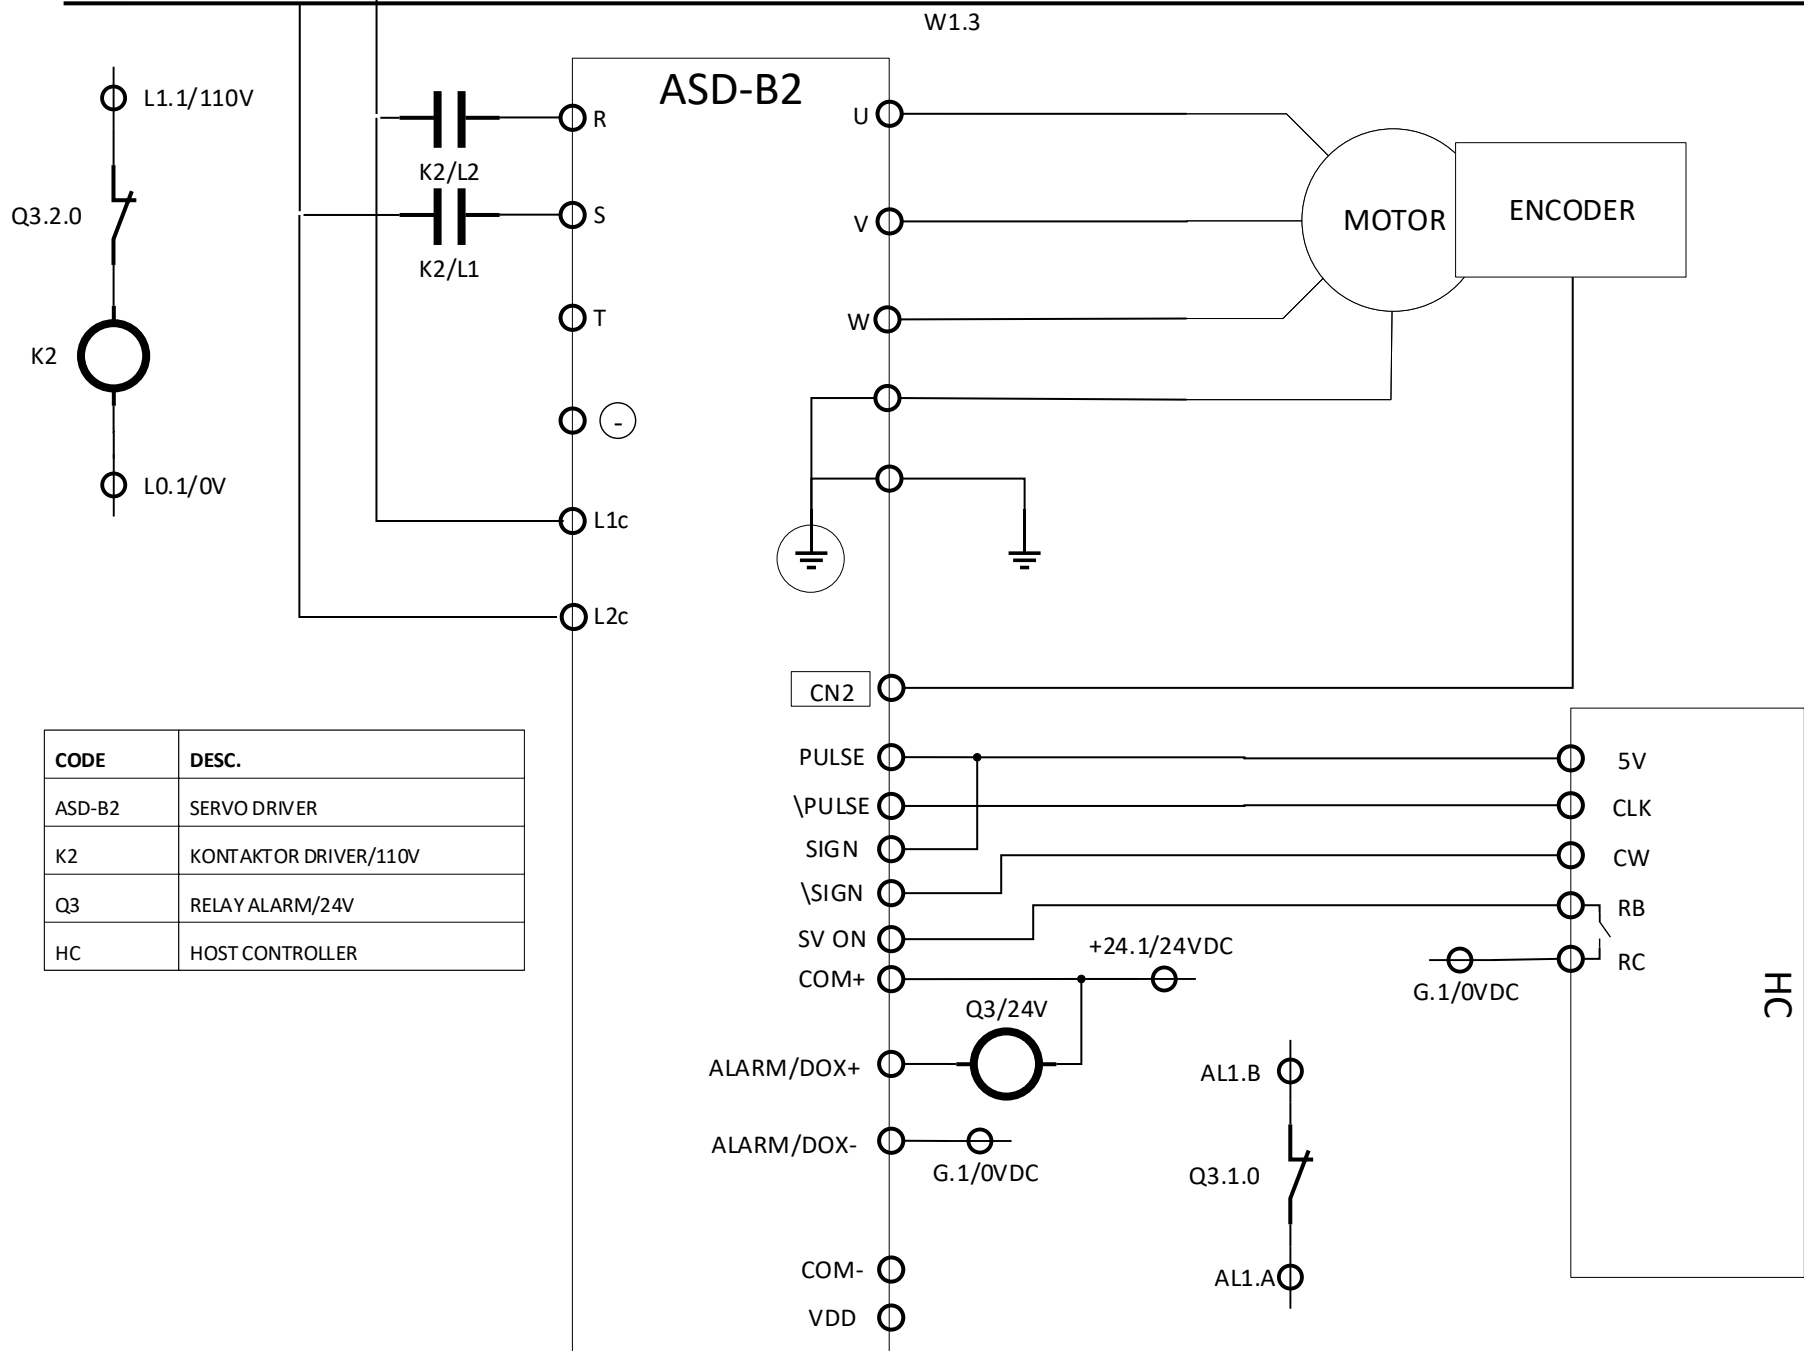 W1.3
ASD-B2
L1.1/110V
Q3.2.0
K2
L0.1/0V
K2/L2
K2/L1
R
S
T
-
L1c
L2c
U
V
W
MOTOR
ENCODER
CN2
PULSE
\PULSE
SIGN
\SIGN
SV ON
COM+
ALARM/DOX+
ALARM/DOX-
COM-
VDD
+24.1/24VDC
Q3/24V
G.1/0VDC
AL1.B
Q3.1.0
AL1.A
G.1/0VDC
5V
CLK
CW
RB
RC
HC
CODE DESC.
ASD-B2 SERVO DRIVER
K2 KONTAKTOR DRIVER/110V
Q3 RELAY ALARM/24V
HC HOST CONTROLLER